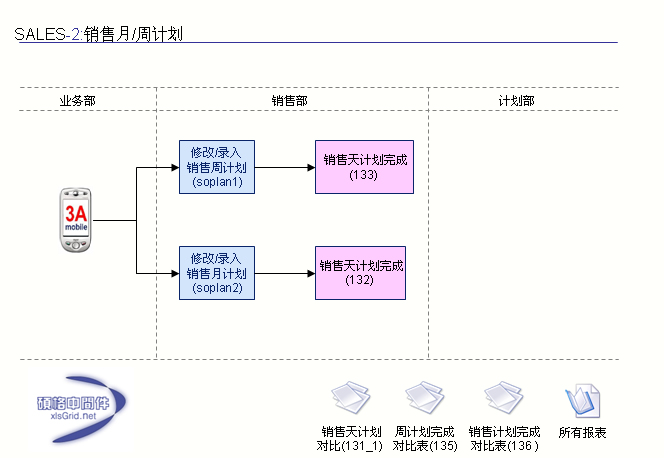 SALES-2:销售月/周计划
业务部
销售部
计划部
修改/录入
销售周计划
(soplan1)
销售天计划完成
(133)
3A
mobile
修改/录入
销售月计划
(soplan2)
销售天计划完成
(132)
碩格中間件
xlsGrid.net
销售天计划
对比(131_1)
周计划完成
对比表(135)
销售计划完成
对比表(136 )
所有报表